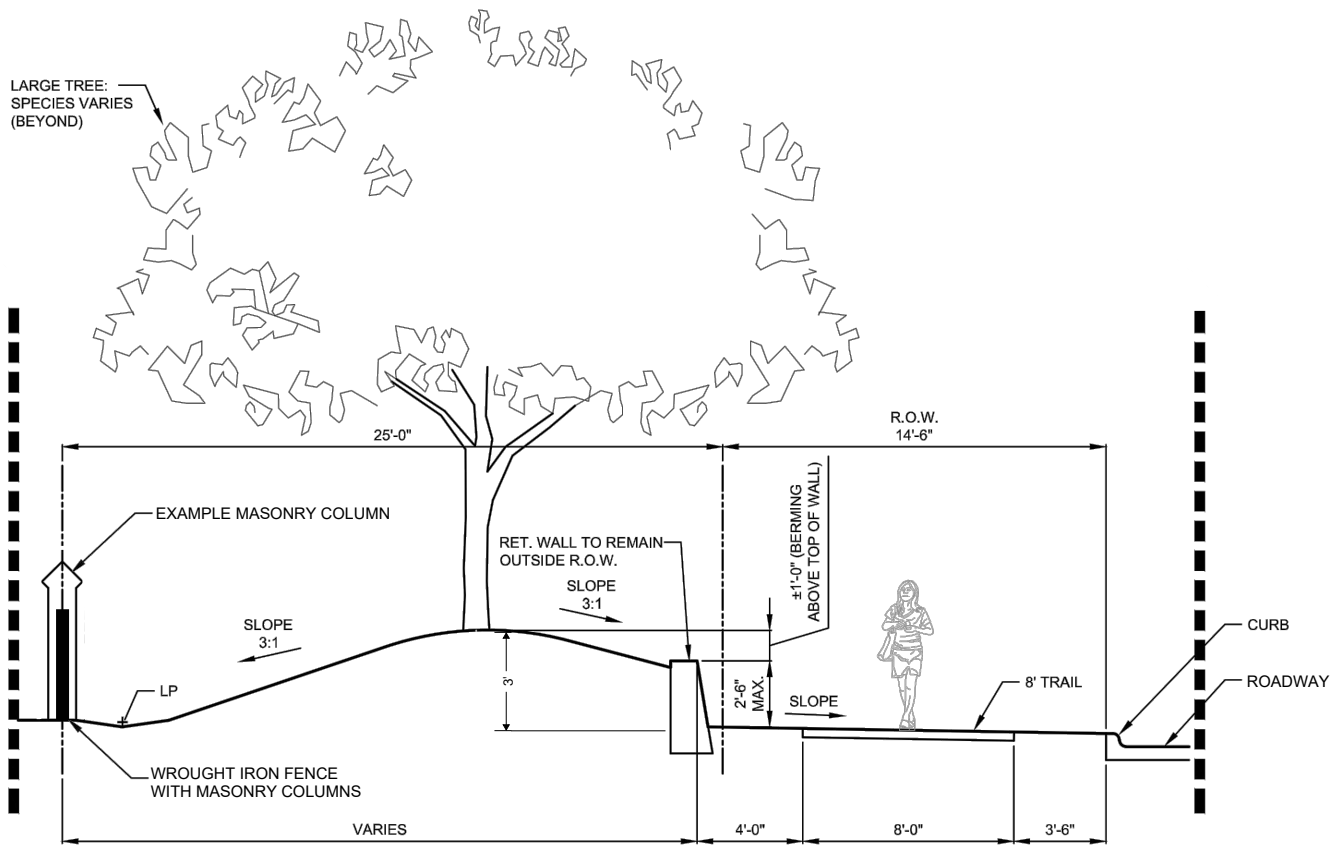 LARGE TREE:
SPECIES VARIES
(BEYOND)
R.O.W.
25'-0"
14'-6"
EXAMPLE MASONRY COLUMN
RET. WALL TO REMAIN
OUTSIDE R.O.W.
±1'-0" (BERMING
ABOVE TOP OF WALL)
SLOPE
3:1
SLOPE
3:1
CURB
LP
3'
2'-6"
MAX.
SLOPE
8' TRAIL
ROADWAY
WROUGHT IRON FENCE
WITH MASONRY COLUMNS
VARIES
4'-0"
8'-0"
3'-6"